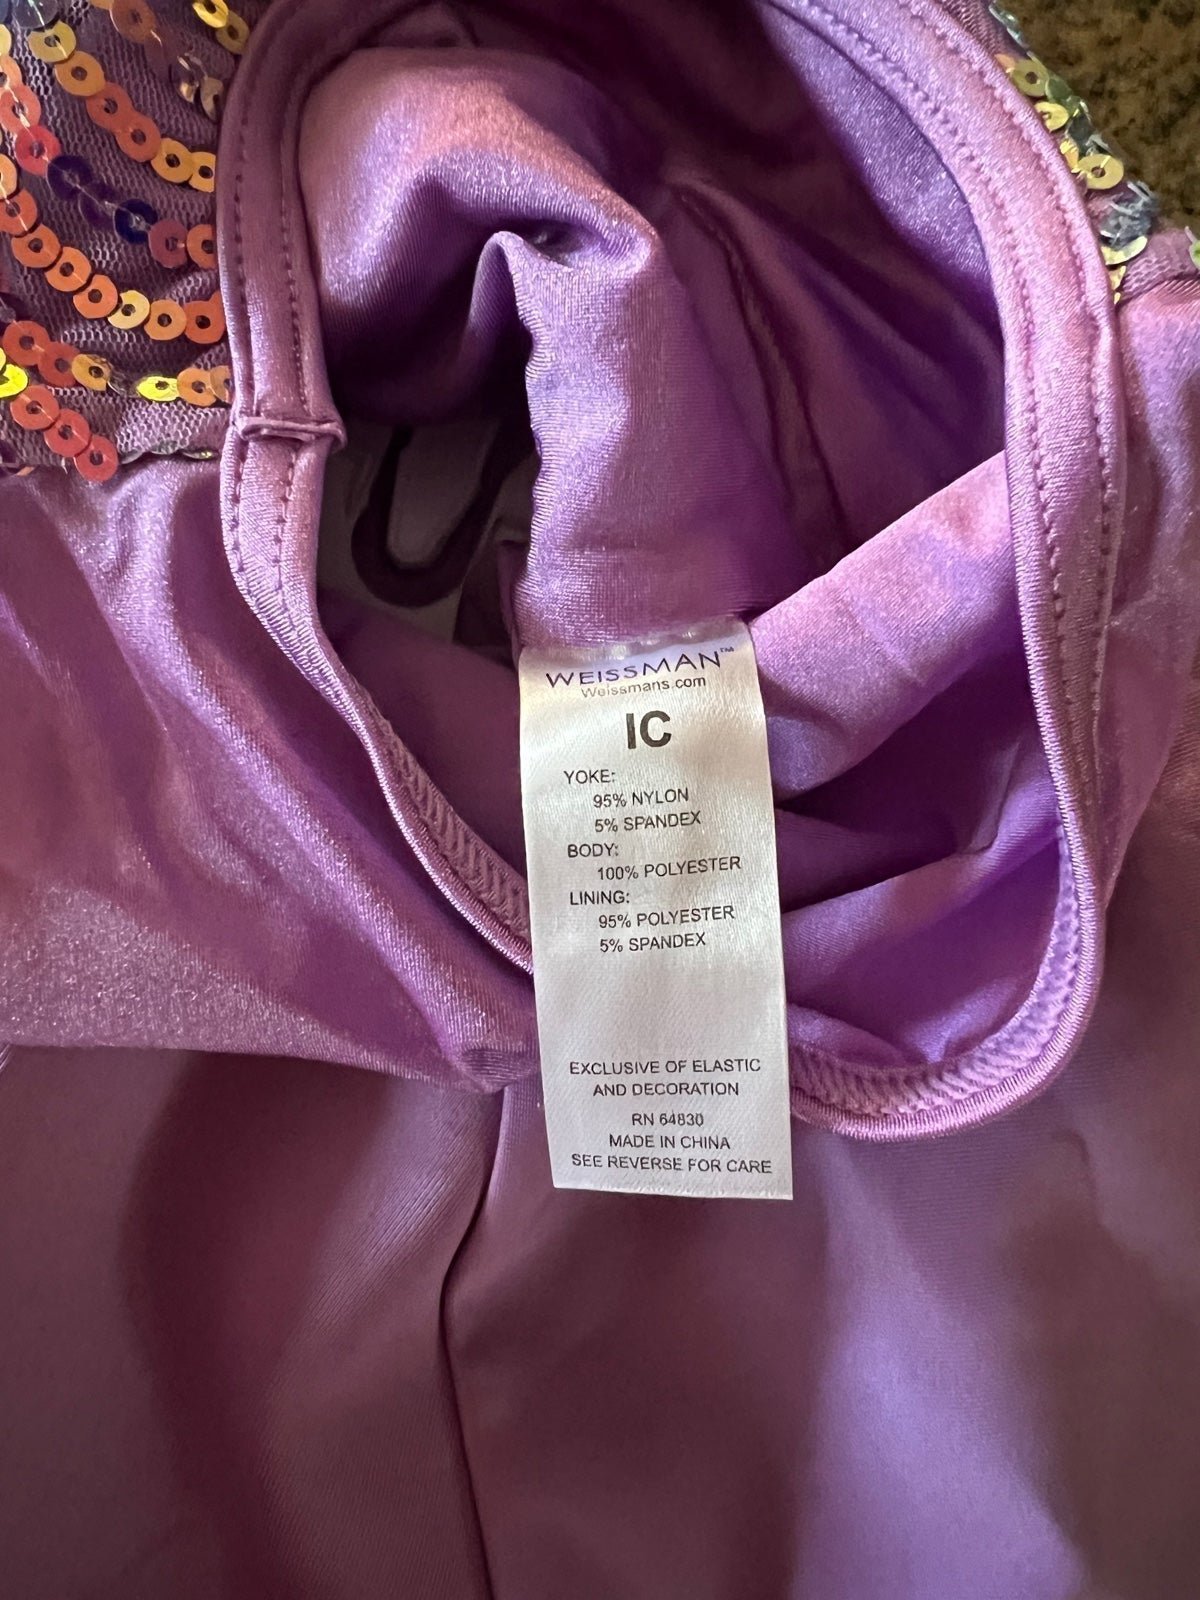 WEISSMAN™
Weissmans.com
IC
YOKE:
95% NYLON
5% SPANDEX
BODY:
100% POLYESTER
LINING:
95% POLYESTER
5% SPANDEX
EXCLUSIVE OF ELASTIC
AND DECORATION
RN 64830
MADE IN CHINA
SEE REVERSE FOR CARE